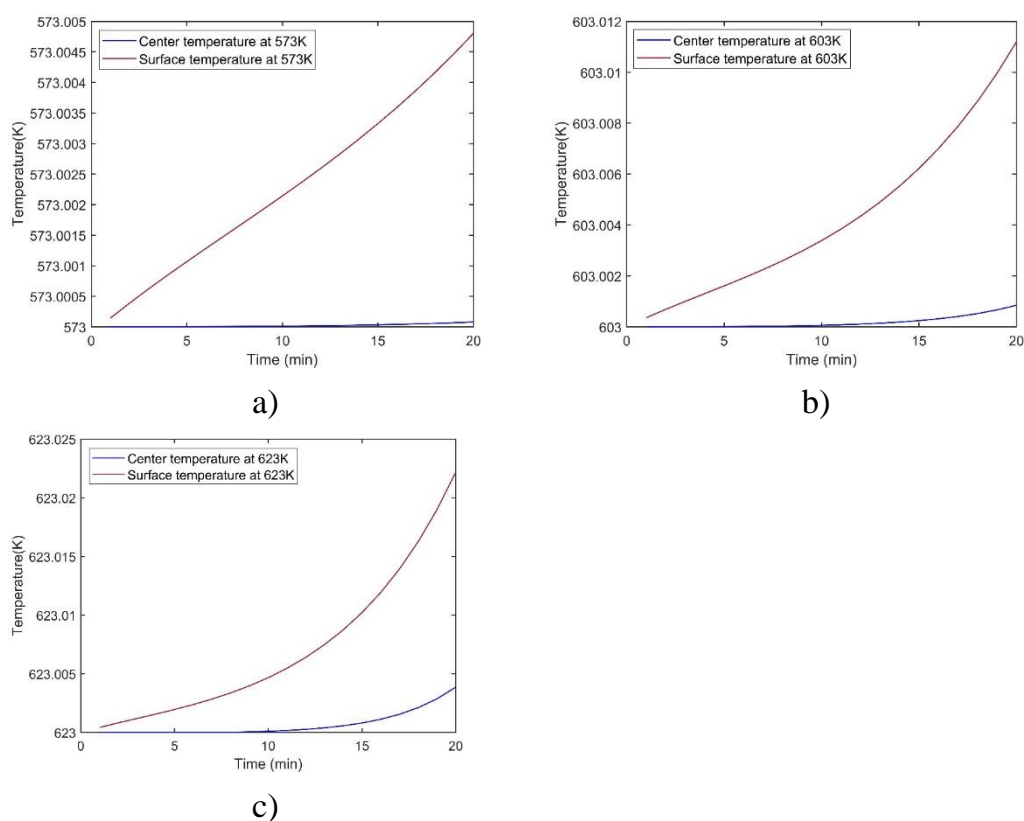 573.005
573.0045
573.004
573.0035
573.003
573.0025
573.002
573.0015
573.001
573.0005
573
Temperature(K)
Center temperature at 573K
Surface temperature at 573K
0 5 10 15 20
Time (min)
a)
603.012
603.01
603.008
603.006
603.004
603.002
603
Temperature(K)
Center temperature at 603K
Surface temperature at 603K
0 5 10 15 20
Time (min)
b)
623.025
623.02
623.015
623.01
623.005
623
Temperature(K)
Center temperature at 623K
Surface temperature at 623K
0 5 10 15 20
Time (min)
c)